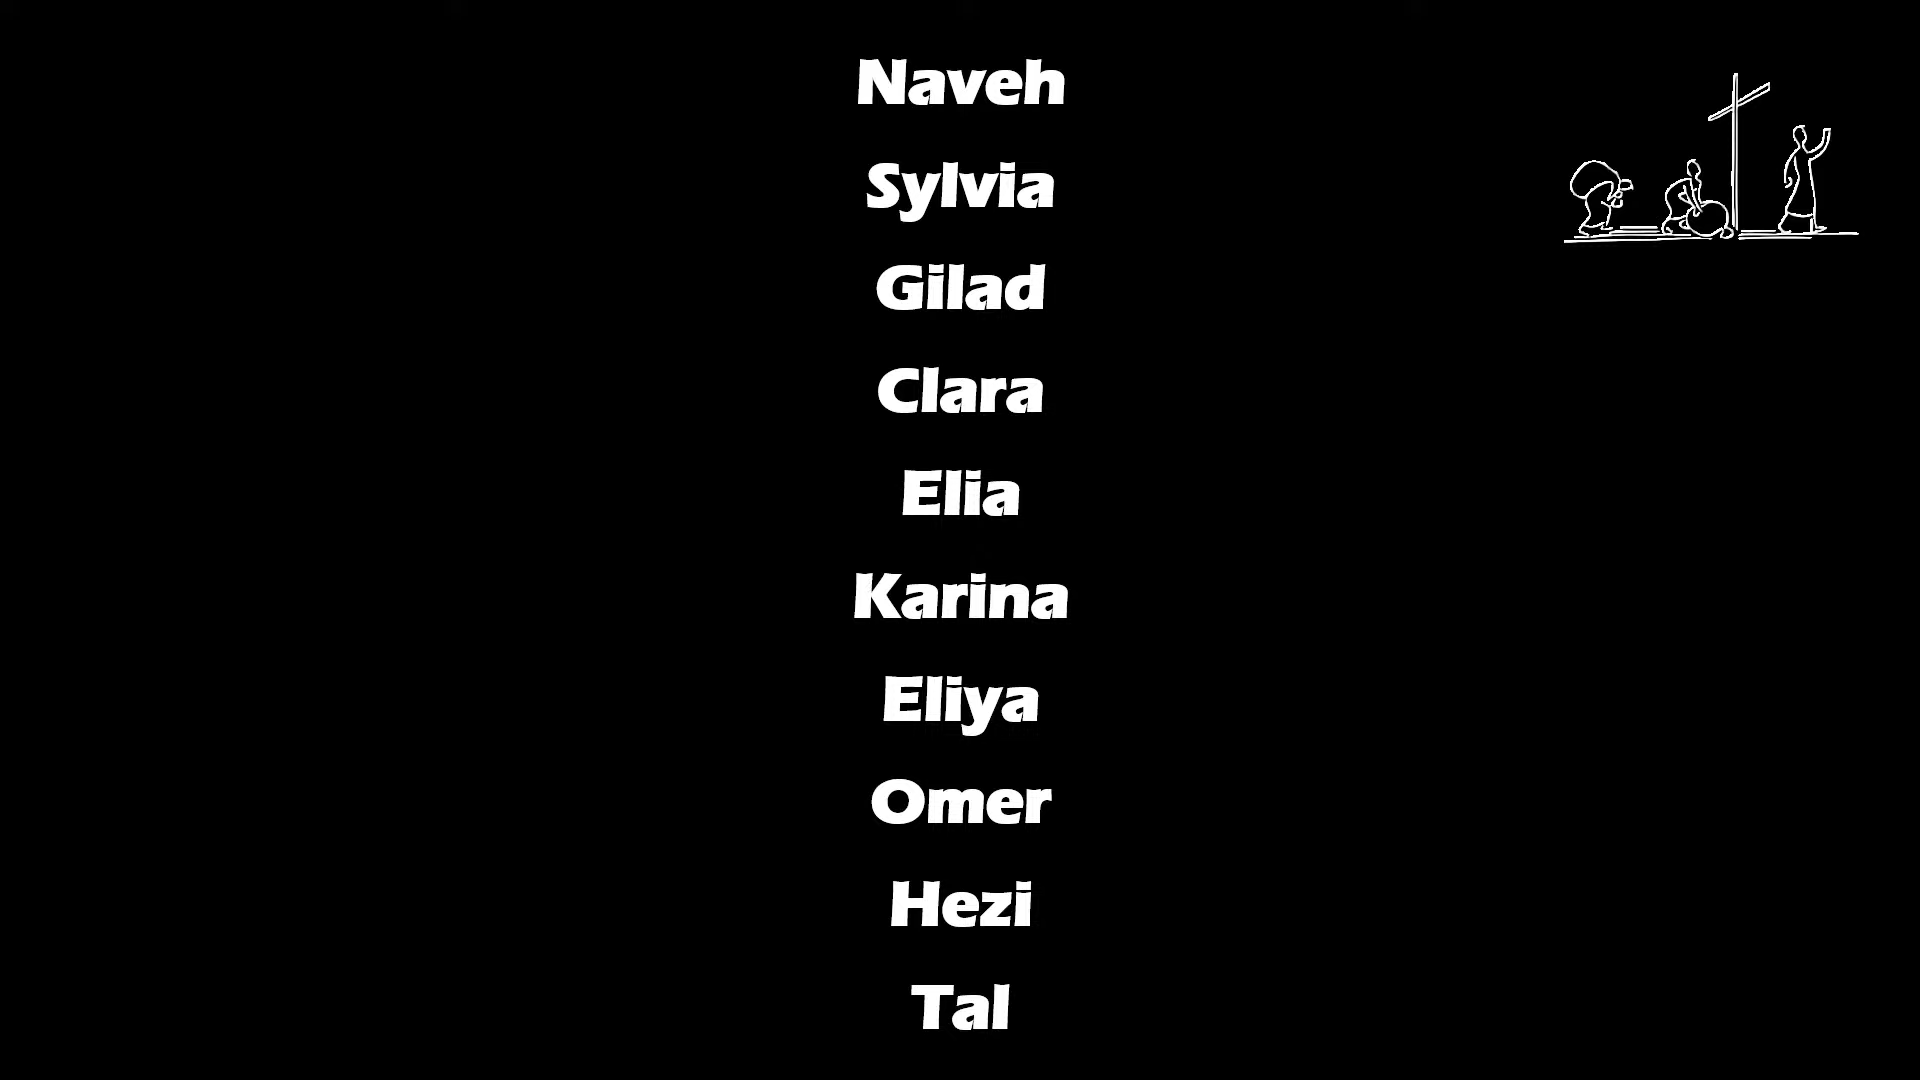 Naveh
Sylvia
Gilad
Clara
Elia
Karina
Eliya
Omer
Hezi
Tal